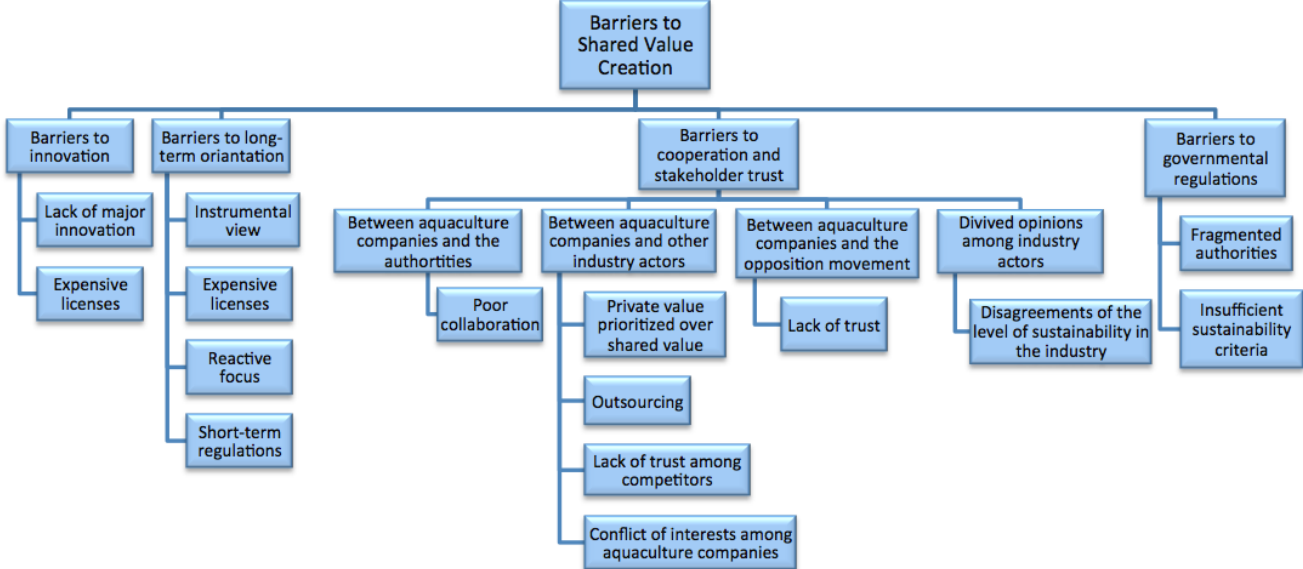 Barriers to
Shared Value
Creation
Barriers to
innovation
Lack of major
innovation
Expensive
licenses
Barriers to long-
term oriantation
Instrumental
view
Expensive
licenses
Reactive
focus
Short-term
regulations
Barriers to
cooperation and
stakeholder trust
Between aquaculture
companies and the
authortities
Poor
collaboration
Between aquaculture
companies and other
industry actors
Private value
prioritized over
shared value
Outsourcing
Lack of trust among
competitors
Conflict of interests among
aquaculture companies
Between aquaculture
companies and the
opposition movement
Lack of trust
Divived opinions
among industry
actors
Disagreements of the
level of sustainability in
the industry
Barriers to
governmental
regulations
Fragmented
authorities
Insufficient
sustainability
criteria